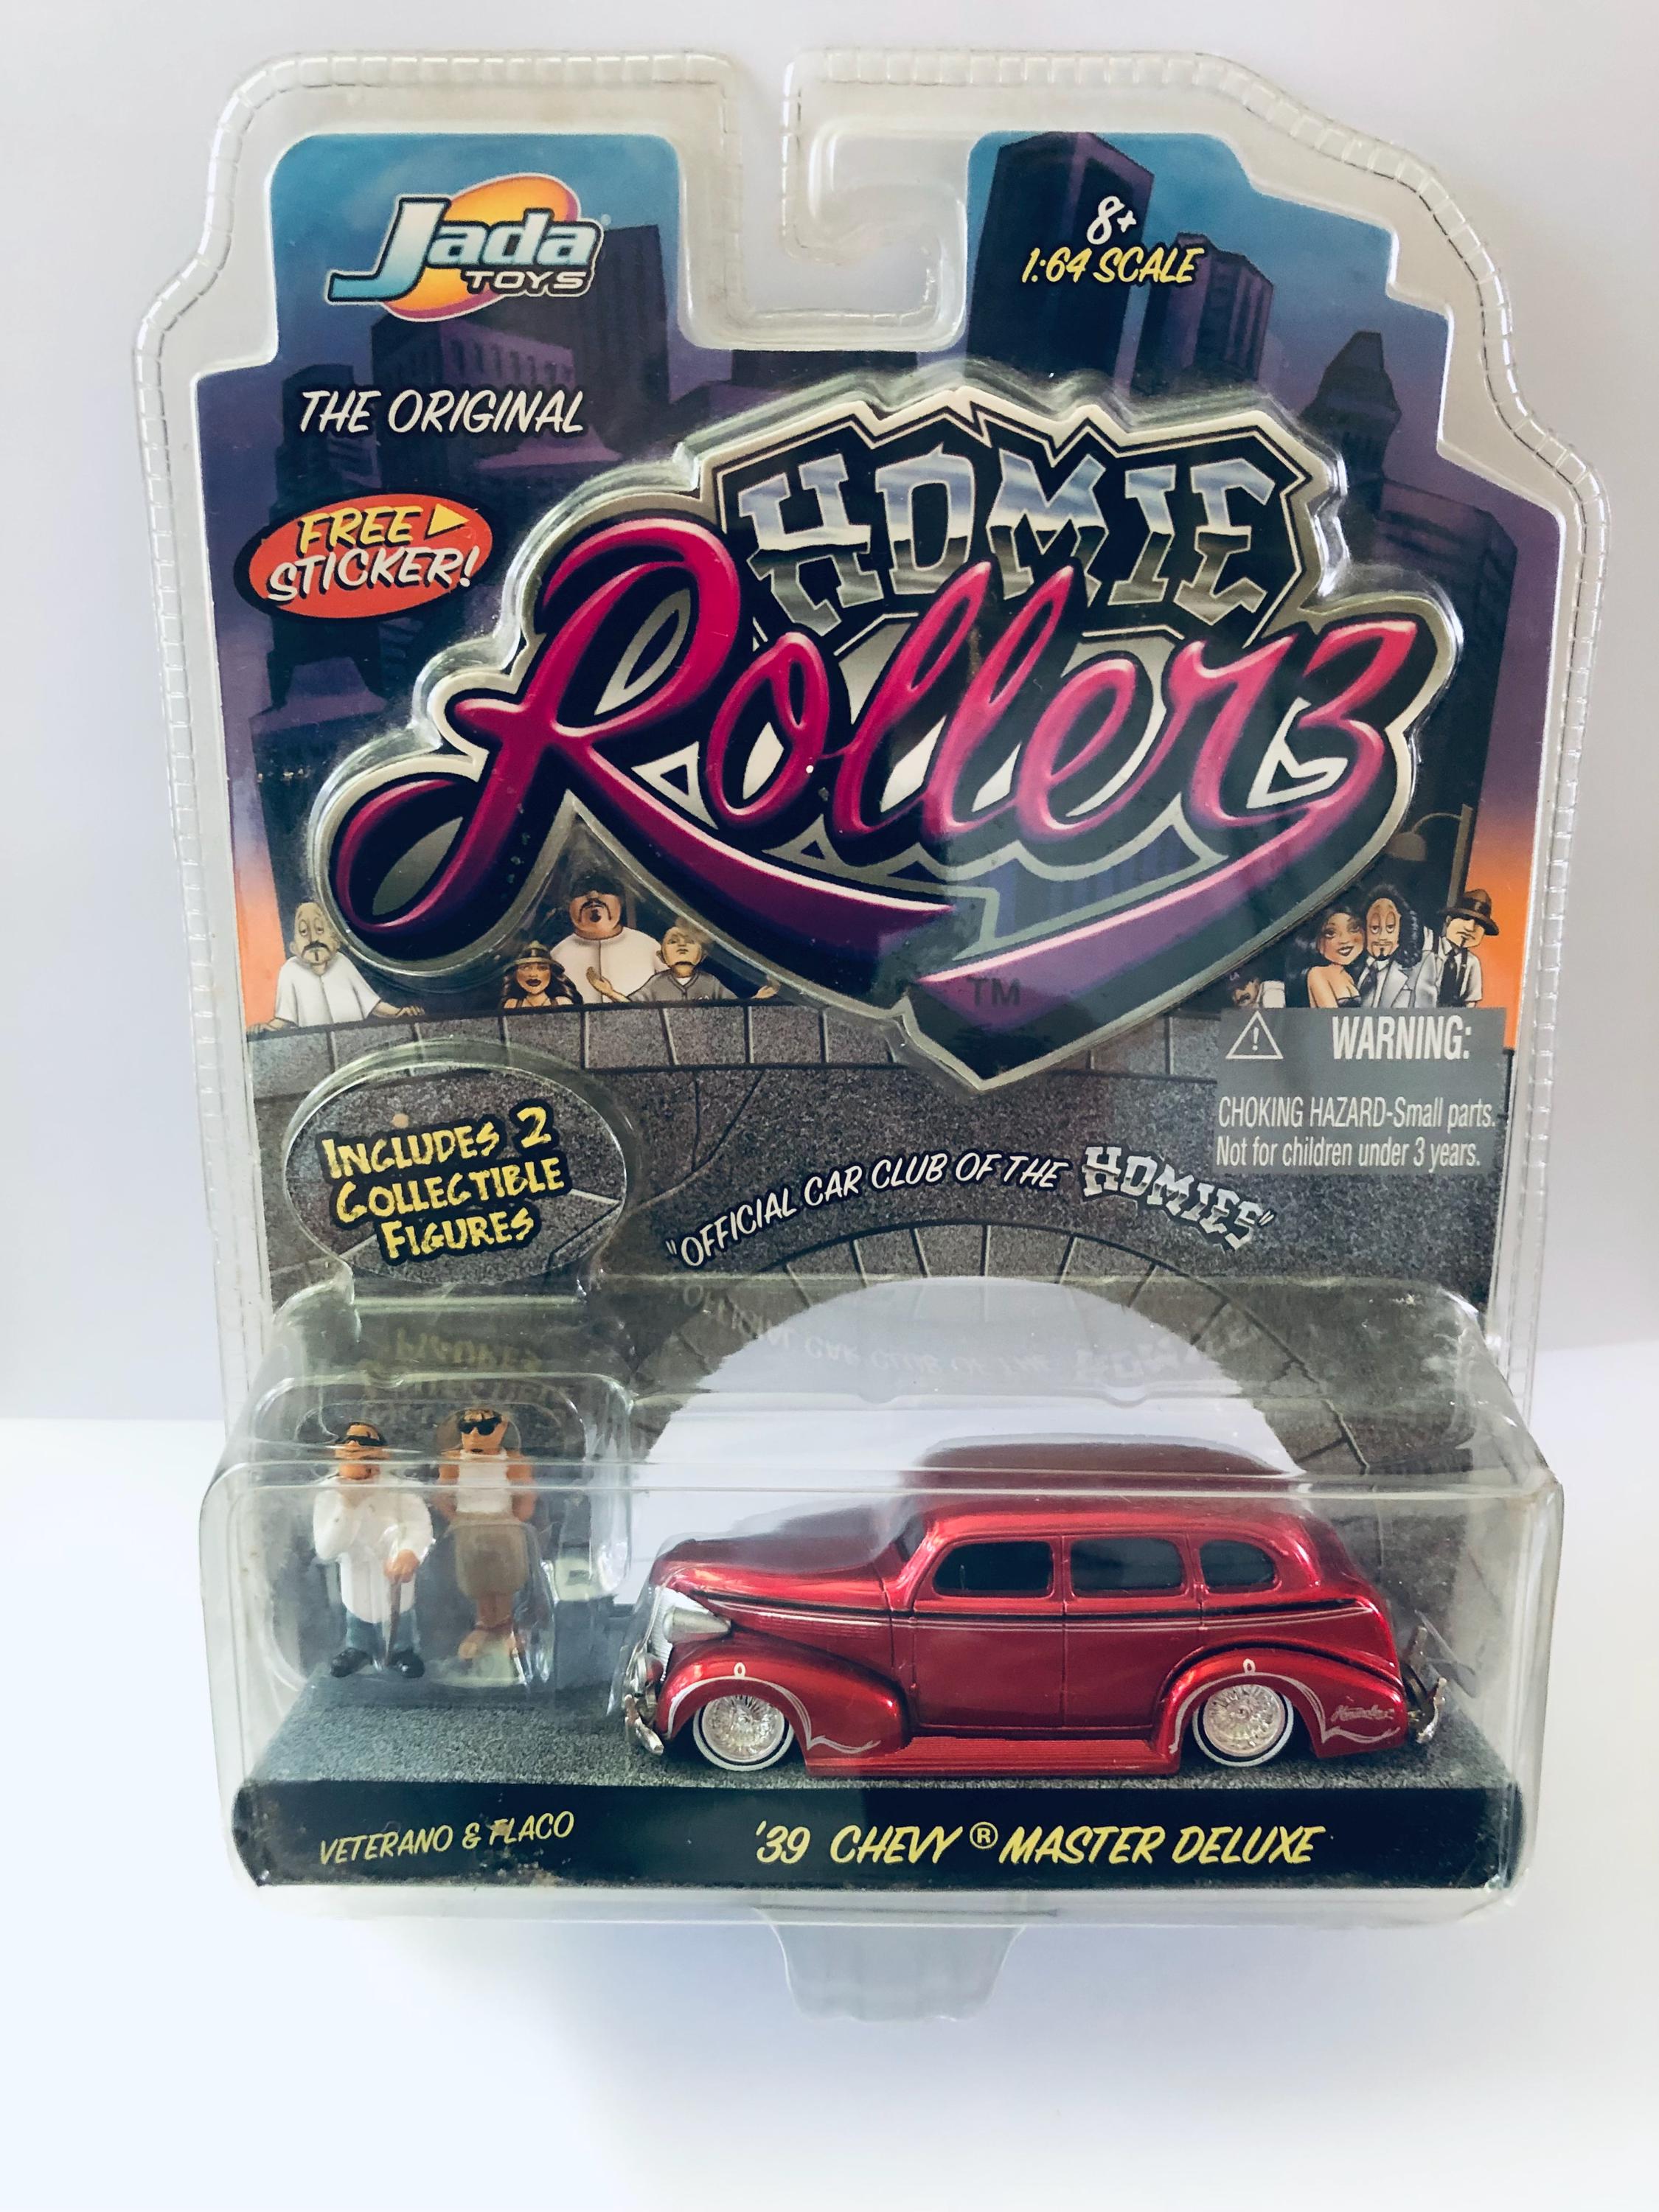 Jada
TOYS
8+
1:64 SCALE
THE ORIGINAL
HOMIE
Rollerz
TM
FREE
STICKER!
WARNING:
CHOKING HAZARD-Small parts.
Not for children under 3 years.
INCLUDES 2
COLLECTIBLE
FIGURES
"OFFICIAL CAR CLUB OF THE HOMIES"
VETERANO & FLACO
'39 CHEVY ® MASTER DELUXE